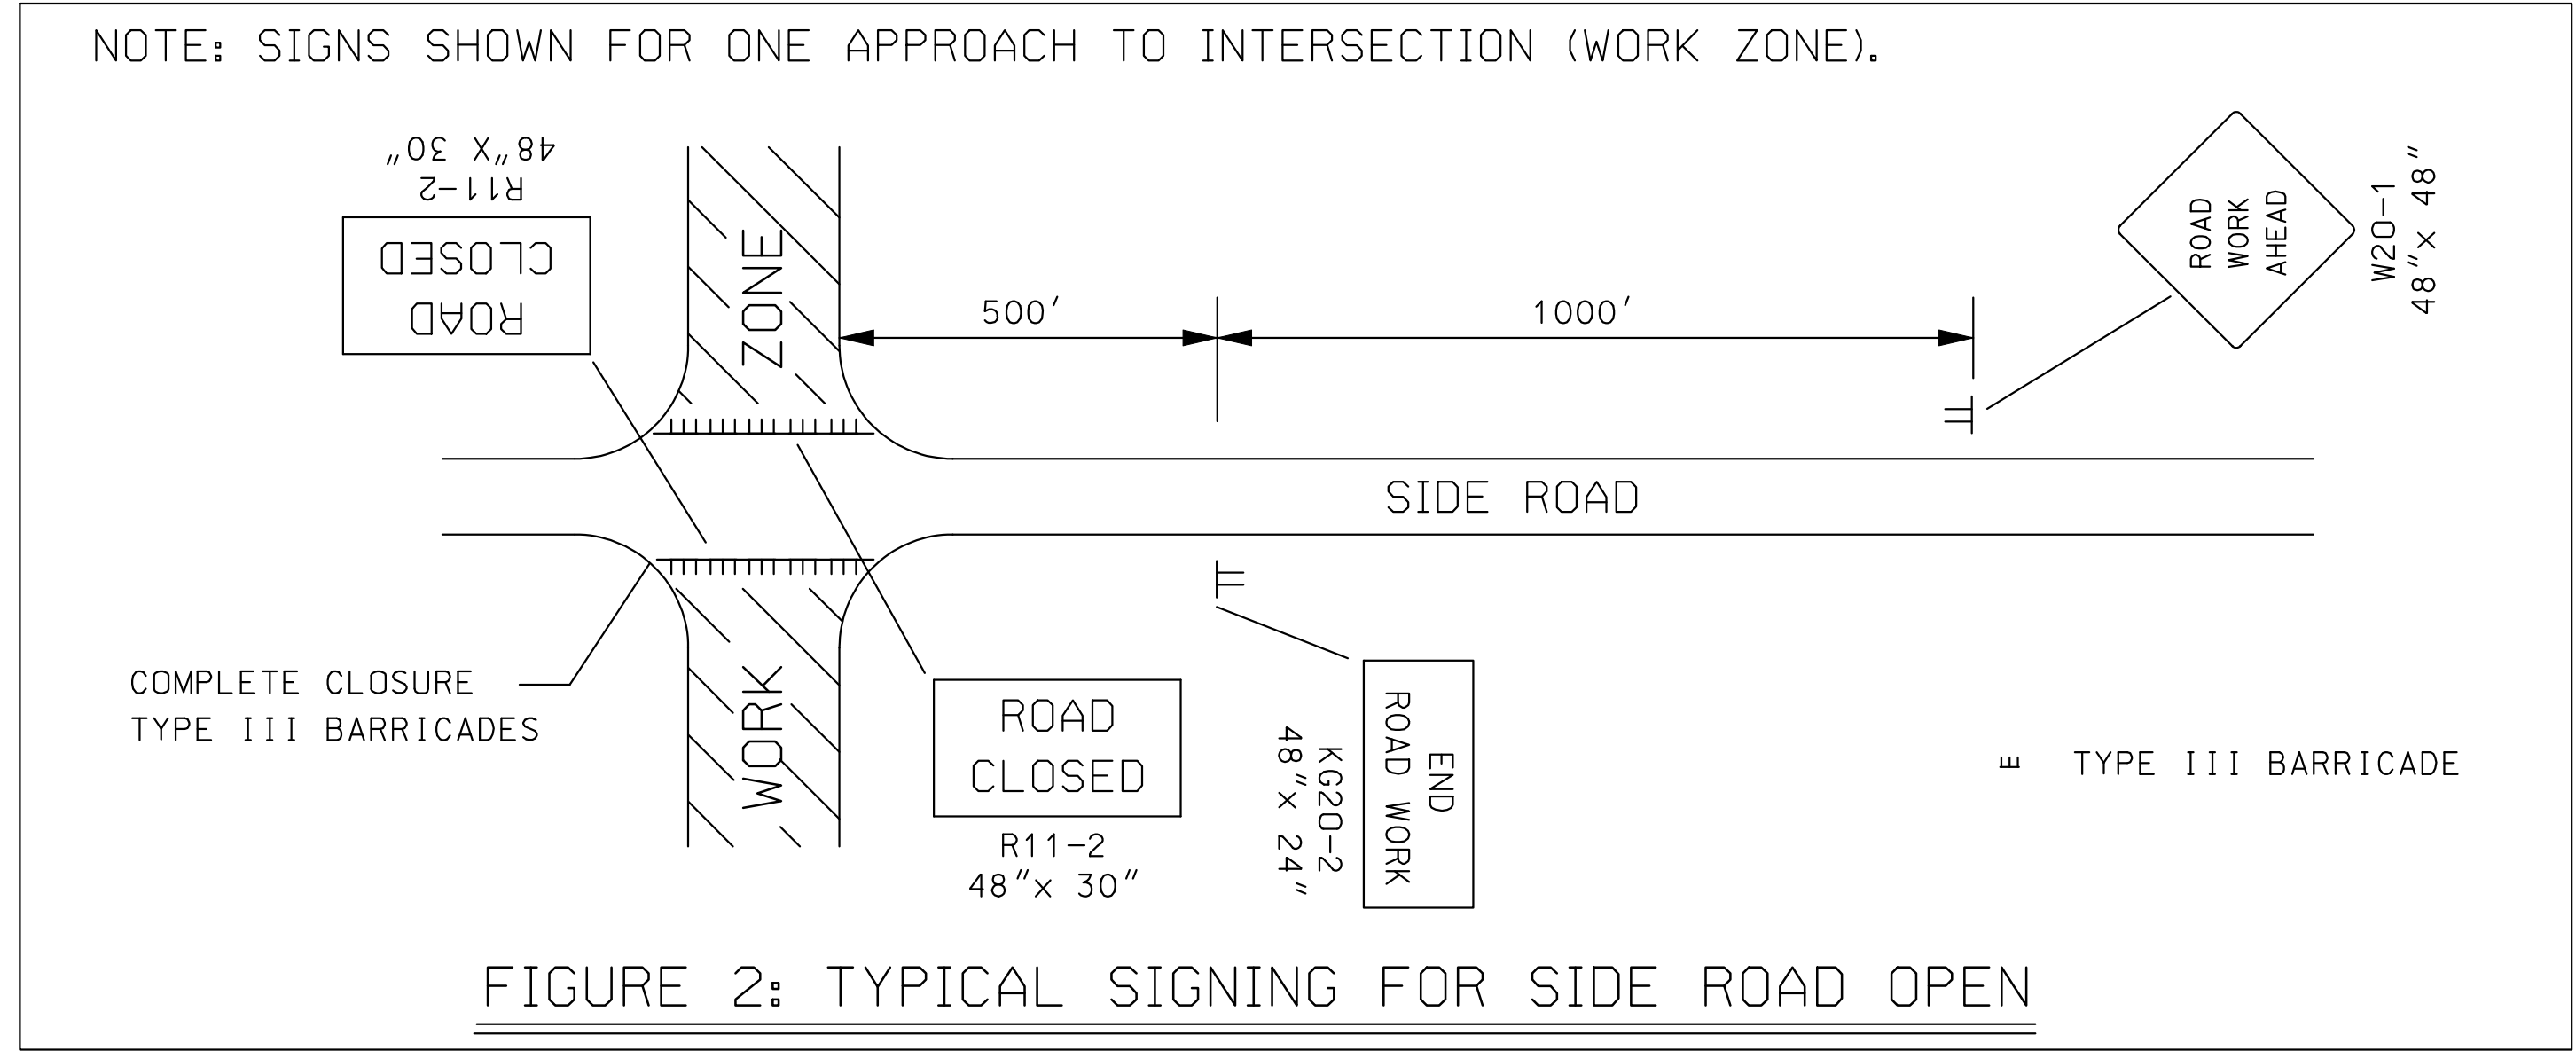 NOTE: SIGNS SHOWN FOR ONE APPROACH TO INTERSECTION (WORK ZONE).
48"X 30"
R11-2
ROAD
CLOSED
ZONE
500'
1000'
ROAD
WORK
AHEAD
W20-1
48"x 48"
SIDE ROAD
COMPLETE CLOSURE
TYPE III BARRICADES
WORK
ROAD
CLOSED
R11-2
48"x 30"
END
ROAD WORK
KG20-2
48"x 24"
TYPE III BARRICADE
FIGURE 2: TYPICAL SIGNING FOR SIDE ROAD OPEN